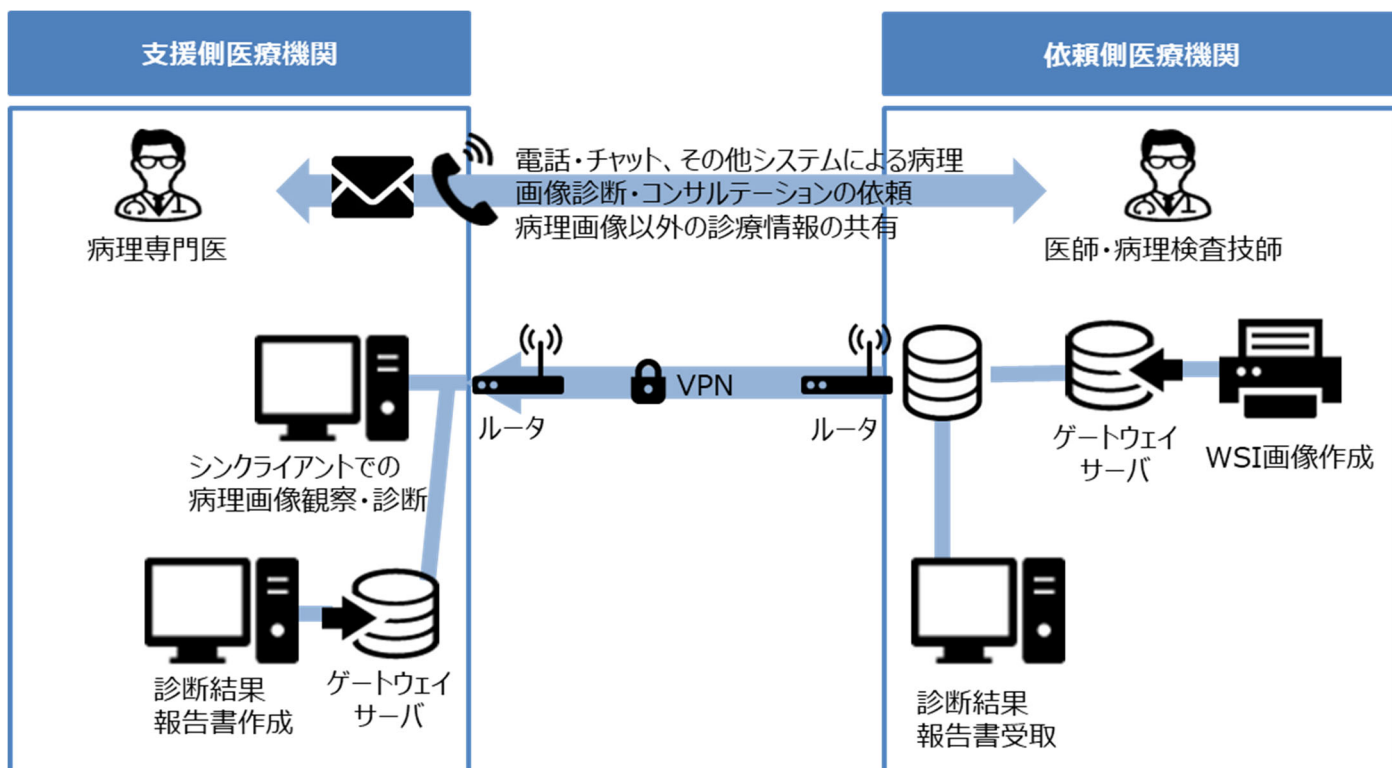 支援側医療機関
依頼側医療機関
電話・チャット、その他システムによる病理
画像診断・コンサルテーションの依頼
病理画像以外の診療情報の共有
病理専門医
医師・病理検査技師
VPN
ルータ
ルータ
シンクライアントでの
病理画像観察・診断
ゲートウェイ
サーバ
WSI画像作成
診断結果
報告書作成
ゲートウェイ
サーバ
診断結果
報告書受取